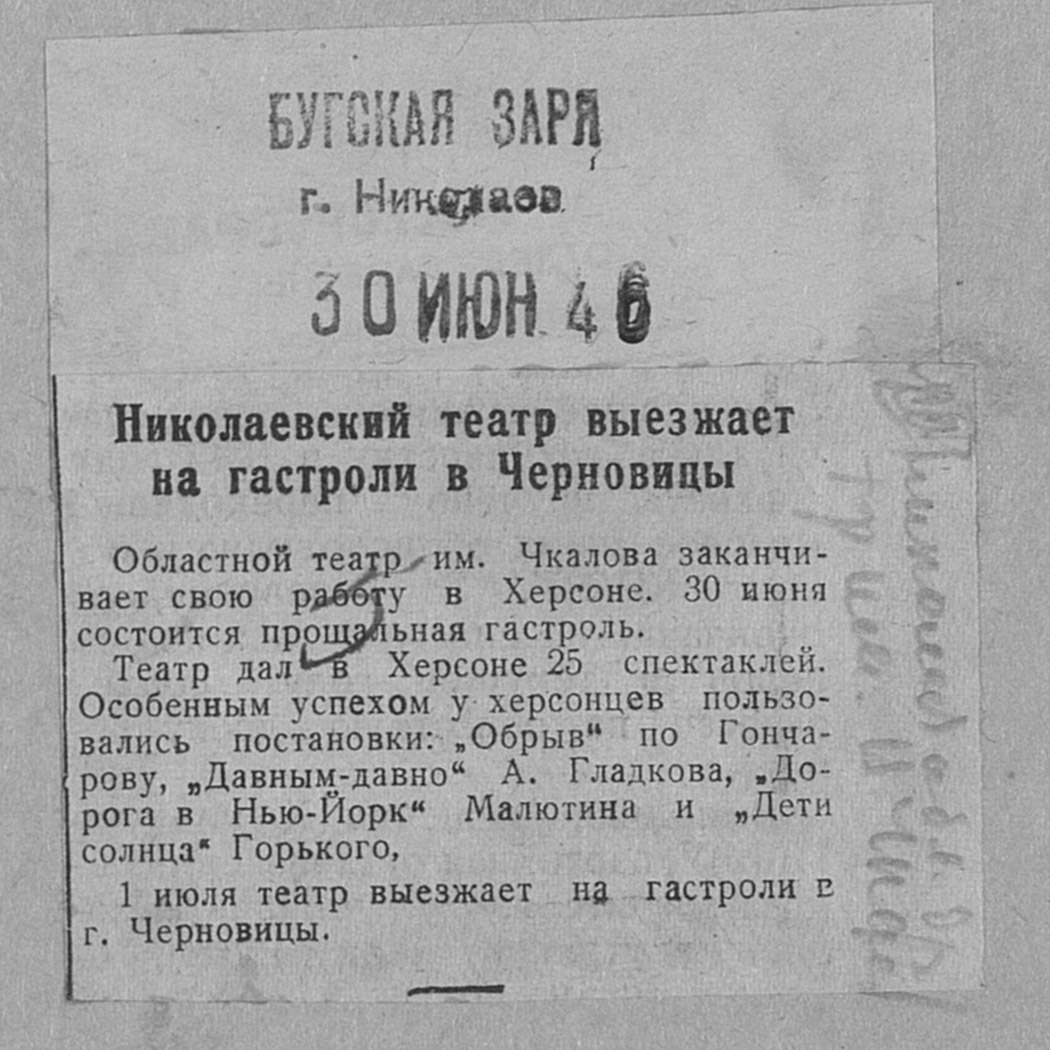 БУГСКАЯ ЗАРЯ
г. Николаев
30 ИЮН 46
Николаевский театр выезжает
на гастроли в Черновицы
Областной театр им. Чкалова заканчи-
вает свою работу в Херсоне. 30 июня
состоится прощальная гастроль.
Театр дал в Херсоне 25 спектаклей.
Особенным успехом у херсонцев пользо-
вались постановки: „Обрыв“ по Гонча-
рову, „Давным-давно“ А. Гладкова, „До-
рога в Нью-Йорк“ Малютина и „Дети
солнца“ Горького,
1 июля театр выезжает на гастроли в
г. Черновицы.